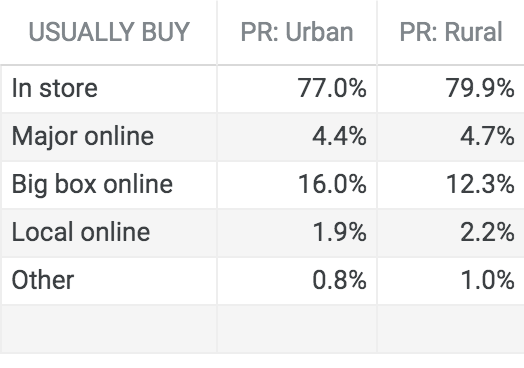 USUALLY BUY PR: Urban PR: Rural
In store 77.0% 79.9%
Major online 4.4% 4.7%
Big box online 16.0% 12.3%
Local online 1.9% 2.2%
Other 0.8% 1.0%